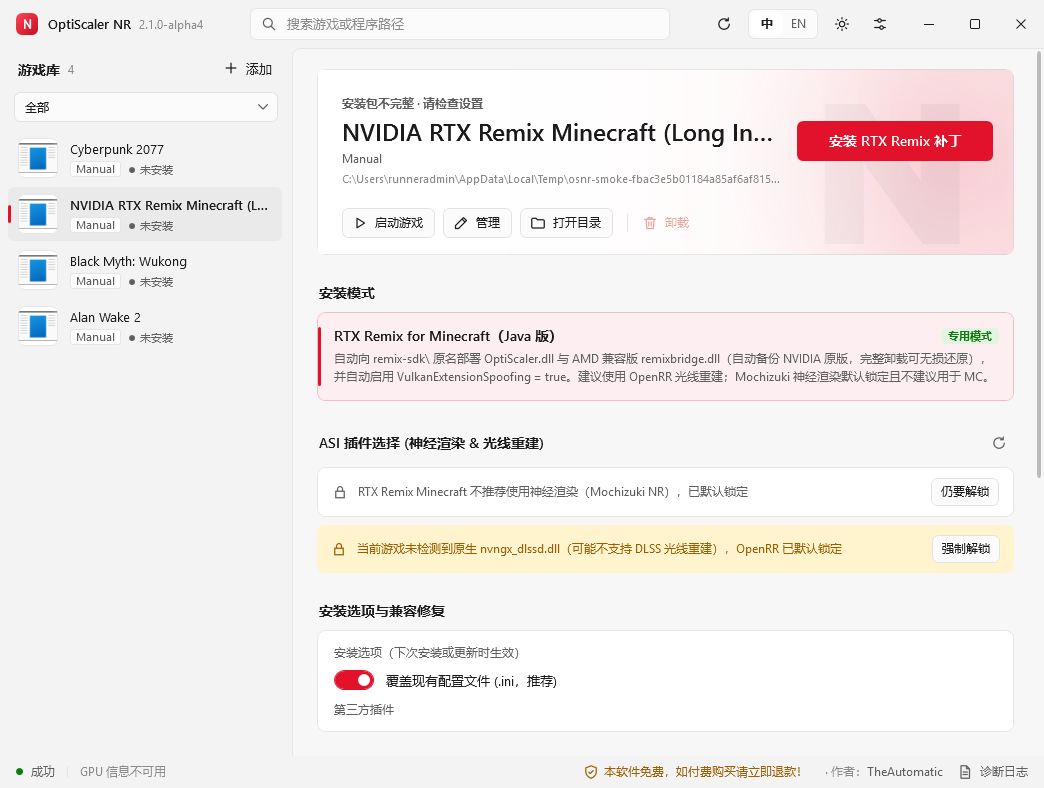 N OptiScaler NR 2.1.0-alpha4
搜索游戏或程序路径
中 EN
游戏库 4
添加
全部
Cyberpunk 2077
Manual ● 未安装
NVIDIA RTX Remix Minecraft (L...
Manual ● 未安装
Black Myth: Wukong
Manual ● 未安装
Alan Wake 2
Manual ● 未安装
安装包不完整 · 请检查设置
NVIDIA RTX Remix Minecraft (Long In...
Manual
C:\Users\runneradmin\AppData\Local\Temp\osnr-smoke-fbac3e5b01184a85af6af815...
安装 RTX Remix 补丁
N
启动游戏
管理
打开目录
卸载
安装模式
RTX Remix for Minecraft（Java 版）
专用模式
自动向 remix-sdk\ 原名部署 OptiScaler.dll 与 AMD 兼容版 remixbridge.dll（自动备份 NVIDIA 原版，完整卸载可无损还原），
并自动启用 VulkanExtensionSpoofing = true。建议使用 OpenRR 光线重建；Mochizuki 神经渲染默认锁定且不建议用于 MC。
ASI 插件选择 (神经渲染 & 光线重建)
RTX Remix Minecraft 不推荐使用神经渲染（Mochizuki NR），已默认锁定
仍要解锁
当前游戏未检测到原生 nvngx_dlssd.dll（可能不支持 DLSS 光线重建），OpenRR 已默认锁定
强制解锁
安装选项与兼容修复
安装选项（下次安装或更新时生效）
覆盖现有配置文件 (.ini，推荐)
第三方插件
成功
GPU 信息不可用
本软件免费，如付费购买请立即退款！
· 作者：TheAutomatic
诊断日志